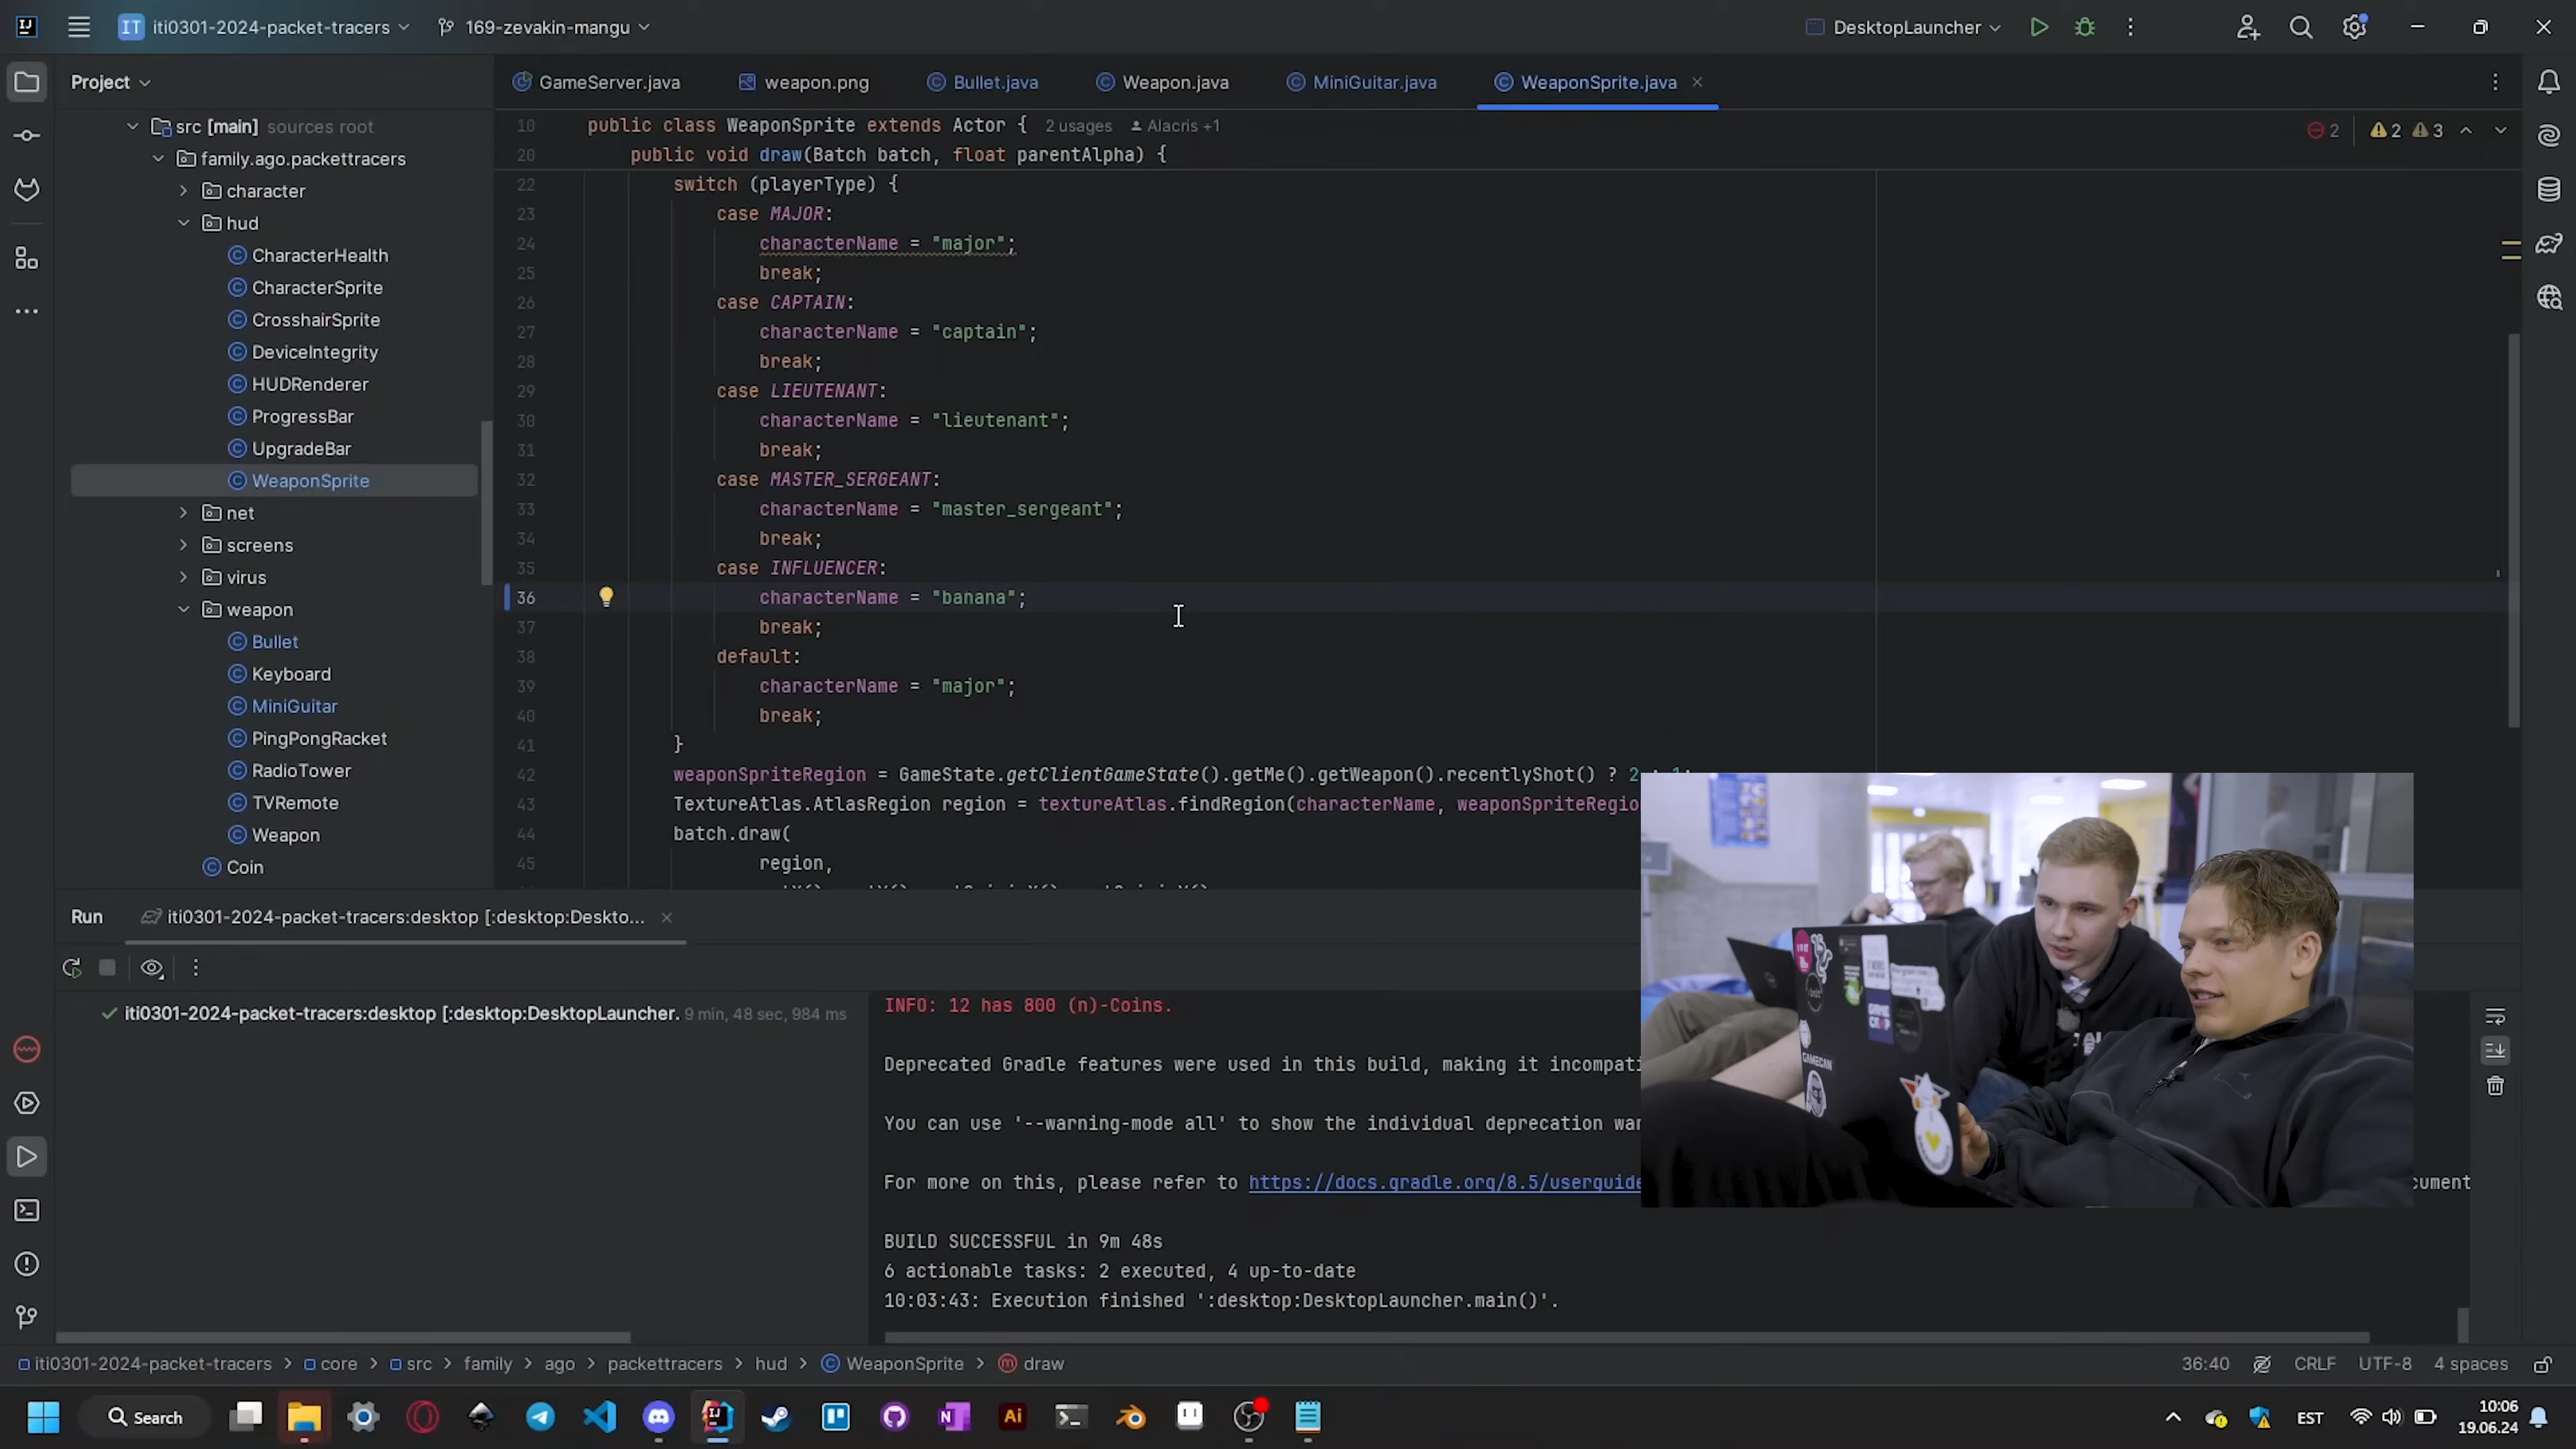 IJ
IT iti0301-2024-packet-tracers
169-zevakin-mangu
DesktopLauncher
Project
GameServer.java
weapon.png
Bullet.java
Weapon.java
MiniGuitar.java
WeaponSprite.java
src [main] sources root
family.ago.packettracers
character
hud
CharacterHealth
CharacterSprite
CrosshairSprite
DeviceIntegrity
HUDRenderer
ProgressBar
UpgradeBar
WeaponSprite
net
screens
virus
weapon
Bullet
Keyboard
MiniGuitar
PingPongRacket
RadioTower
TVRemote
Weapon
Coin
10 public class WeaponSprite extends Actor { 2 usages Alacris +1
2 2 3
20 public void draw(Batch batch, float parentAlpha) {
22 switch (playerType) {
23 case MAJOR:
24 characterName = "major";
25 break;
26 case CAPTAIN:
27 characterName = "captain";
28 break;
29 case LIEUTENANT:
30 characterName = "lieutenant";
31 break;
32 case MASTER_SERGEANT:
33 characterName = "master_sergeant";
34 break;
35 case INFLUENCER:
36 characterName = "banana";
37 break;
38 default:
39 characterName = "major";
40 break;
41 }
42 weaponSpriteRegion = GameState.getClientGameState().getMe().getWeapon().recentlyShot() ? 2 : 1;
43 TextureAtlas.AtlasRegion region = textureAtlas.findRegion(characterName, weaponSpriteRegio
44 batch.draw(
45 region,
Run iti0301-2024-packet-tracers:desktop [:desktop:Deskto...
iti0301-2024-packet-tracers:desktop [:desktop:DesktopLauncher. 9 min, 48 sec, 984 ms
INFO: 12 has 800 (n)-Coins.
Deprecated Gradle features were used in this build, making it incompati
You can use '--warning-mode all' to show the individual deprecation war
For more on this, please refer to https://docs.gradle.org/8.5/userguide
cument
BUILD SUCCESSFUL in 9m 48s
6 actionable tasks: 2 executed, 4 up-to-date
10:03:43: Execution finished ':desktop:DesktopLauncher.main()'.
GAMECAN
iti0301-2024-packet-tracers > core > src > family > ago > packettracers > hud > WeaponSprite > draw
36:40 CRLF UTF-8 4 spaces
Search
Ai
EST
10:06
19.06.24